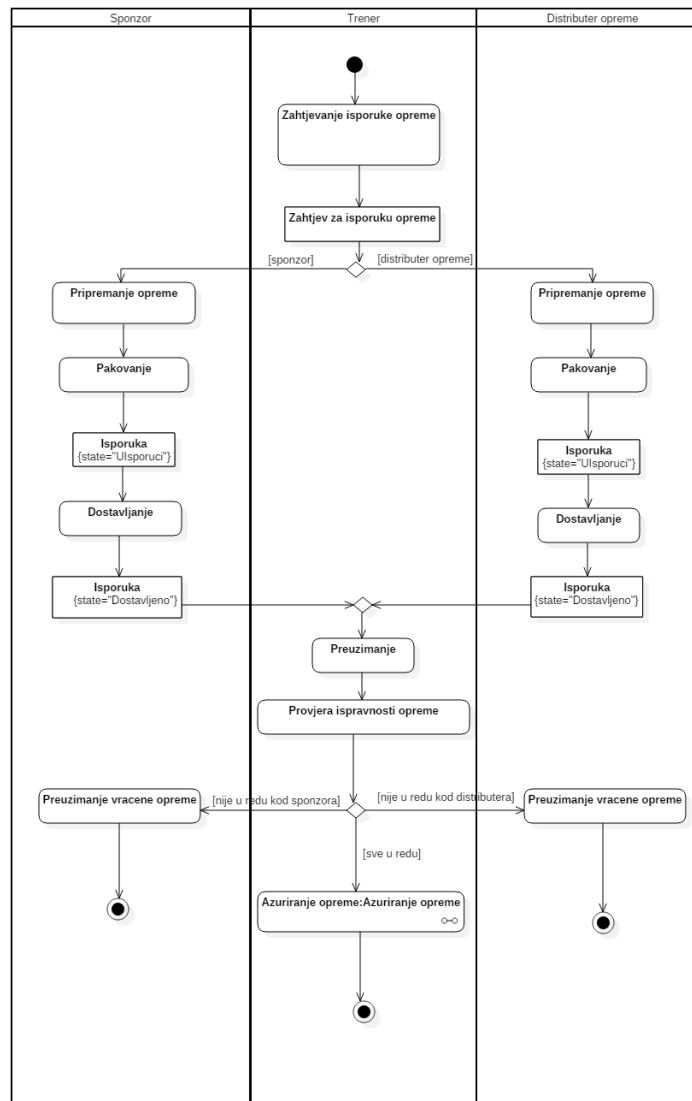 Sponzor
Trener
Distributer opreme
Zahtjevanje isporuke opreme
Zahtjev za isporuku opreme
[sponzor]
[distributer opreme]
Pripremanje opreme
Pripremanje opreme
Pakovanje
Pakovanje
Isporuka
{state="UIsporuci"}
Isporuka
{state="UIsporuci"}
Dostavljanje
Dostavljanje
Isporuka
{state="Dostavljeno"}
Isporuka
{state="Dostavljeno"}
Preuzimanje
Provjera ispravnosti opreme
Preuzimanje vracene opreme
[nije u redu kod sponzora]
[nije u redu kod distributera]
Preuzimanje vracene opreme
[sve u redu]
Azuriranje opreme:Azuriranje opreme